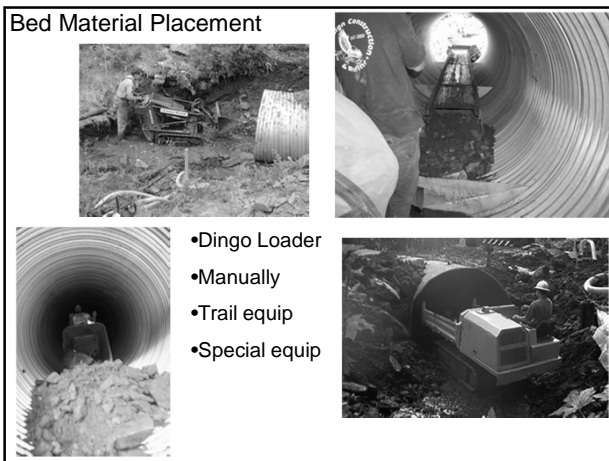 Bed Material Placement
•Dingo Loader
•Manually
•Trail equip
•Special equip